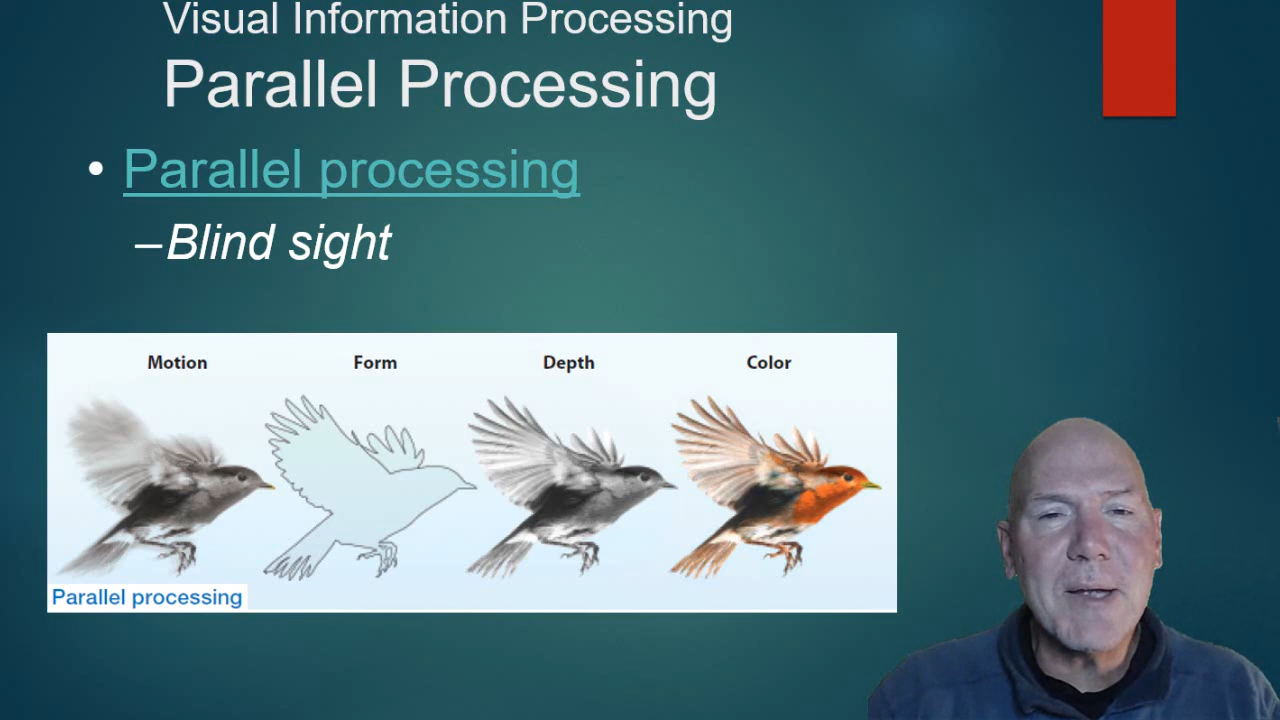 Visual Information Processing
Parallel Processing
• Parallel processing
–Blind sight
Motion Form Depth Color
Parallel processing